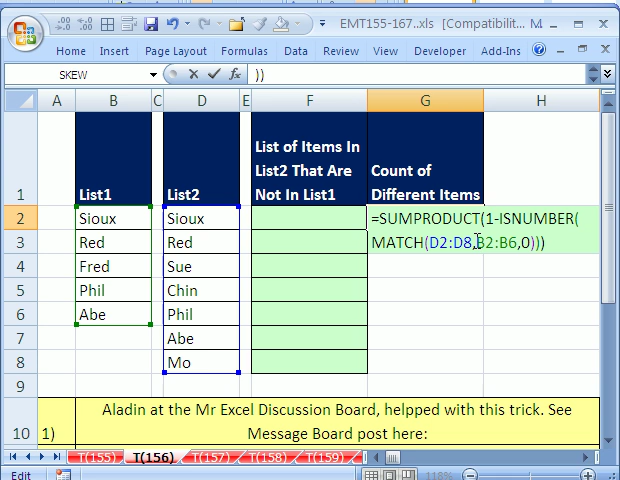 EMT155-167..xls [Compatibilit... M
Home Insert Page Layout Formulas Data Review View Developer Add-Ins
SKEW ))
A B C D E F G H
1 List1 List2 List of Items In List2 That Are Not In List1 Count of Different Items
2 Sioux Sioux =SUMPRODUCT(1-ISNUMBER(
3 Red Red MATCH(D2:D8,B2:B6,0)))
4 Fred Sue
5 Phil Chin
6 Abe Phil
7 Abe
8 Mo
9
10 1) Aladin at the Mr Excel Discussion Board, helpped with this trick. See
Message Board post here:
T(155) T(156) T(157) T(158) T(159)
Edit 118%